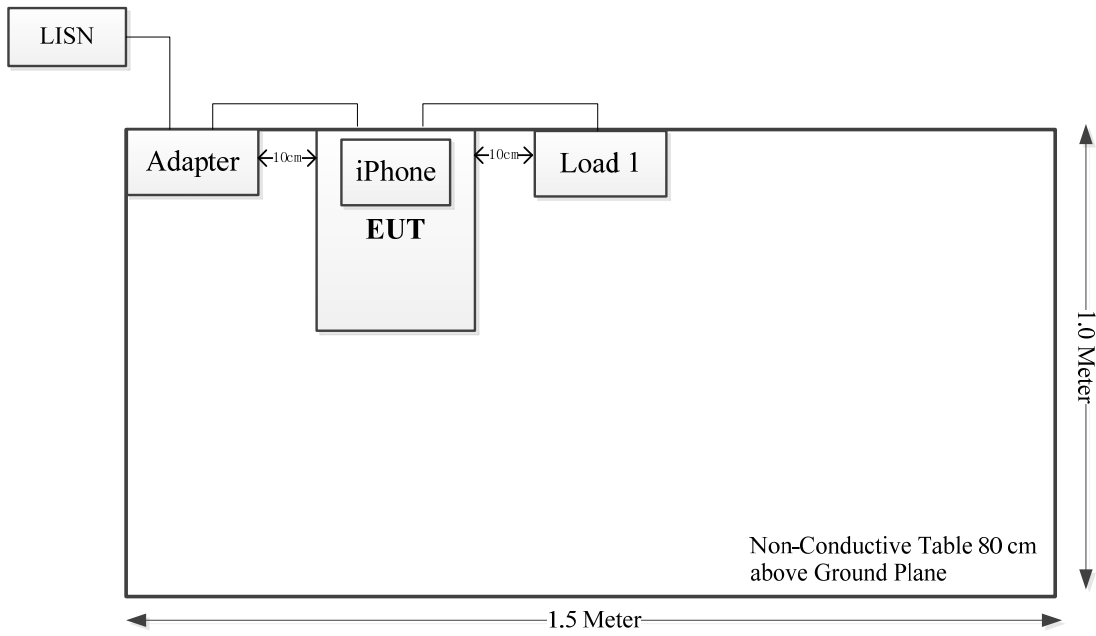 LISN
Adapter
10cm
iPhone
EUT
10cm
Load 1
1.0 Meter
Non-Conductive Table 80 cm
above Ground Plane
1.5 Meter